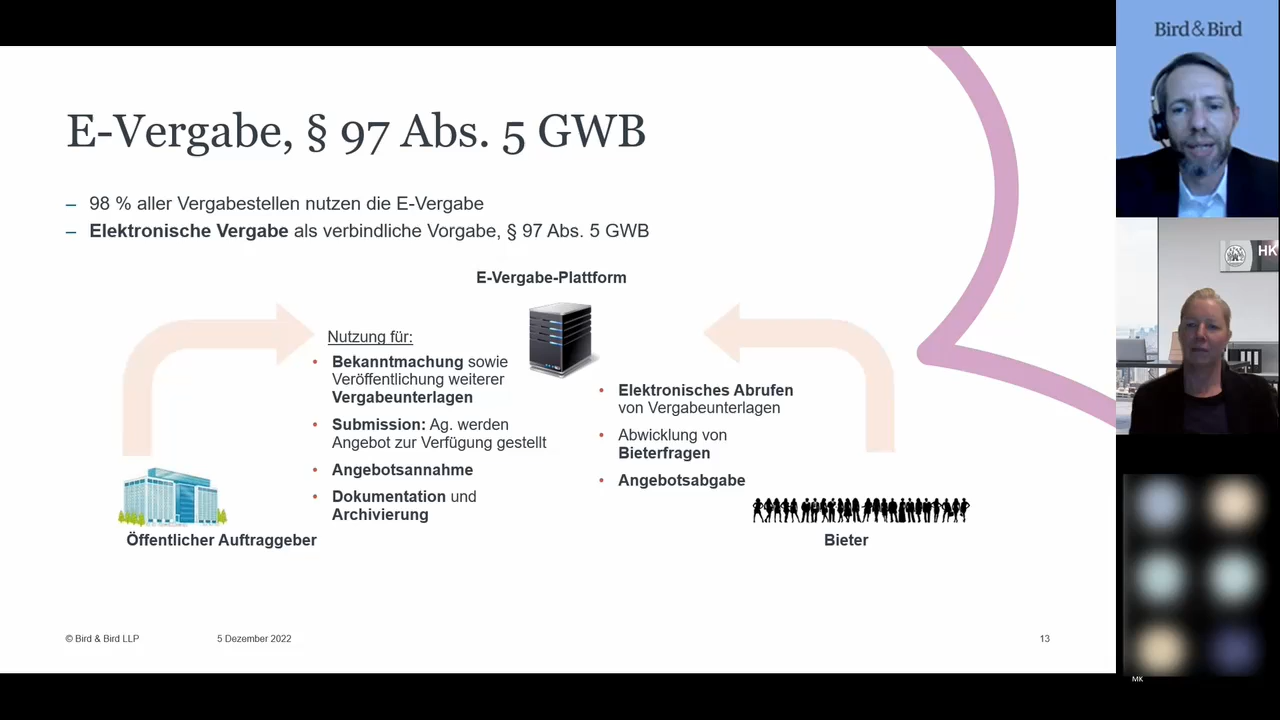 E-Vergabe, § 97 Abs. 5 GWB
– 98 % aller Vergabestellen nutzen die E-Vergabe
– Elektronische Vergabe als verbindliche Vorgabe, § 97 Abs. 5 GWB
E-Vergabe-Plattform
Nutzung für:
• Bekanntmachung sowie
Veröffentlichung weiterer
Vergabeunterlagen
• Submission: Ag. werden
Angebot zur Verfügung gestellt
• Angebotsannahme
• Dokumentation und
Archivierung
• Elektronisches Abrufen
von Vergabeunterlagen
• Abwicklung von
Bieterfragen
• Angebotsabgabe
Öffentlicher Auftraggeber
Bieter
© Bird & Bird LLP
5 Dezember 2022
13
Bird & Bird
HK
MK